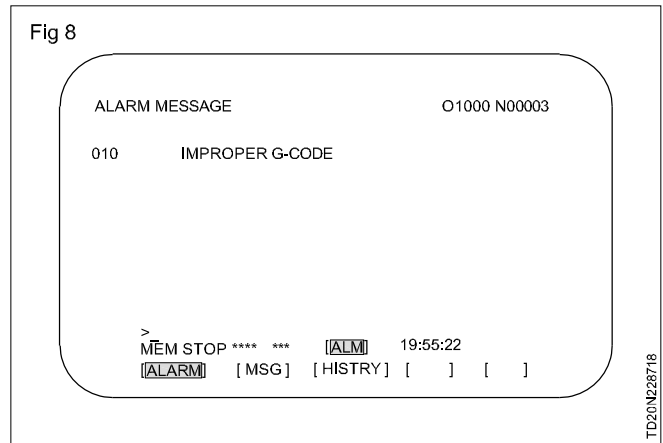 Fig 8
ALARM MESSAGE O1000 N00003
010 IMPROPER G-CODE
>_
MEM STOP **** *** [ALM] 19:55:22
[ALARM] [ MSG ] [ HISTRY ] [ ] [ ]
TD20N228718